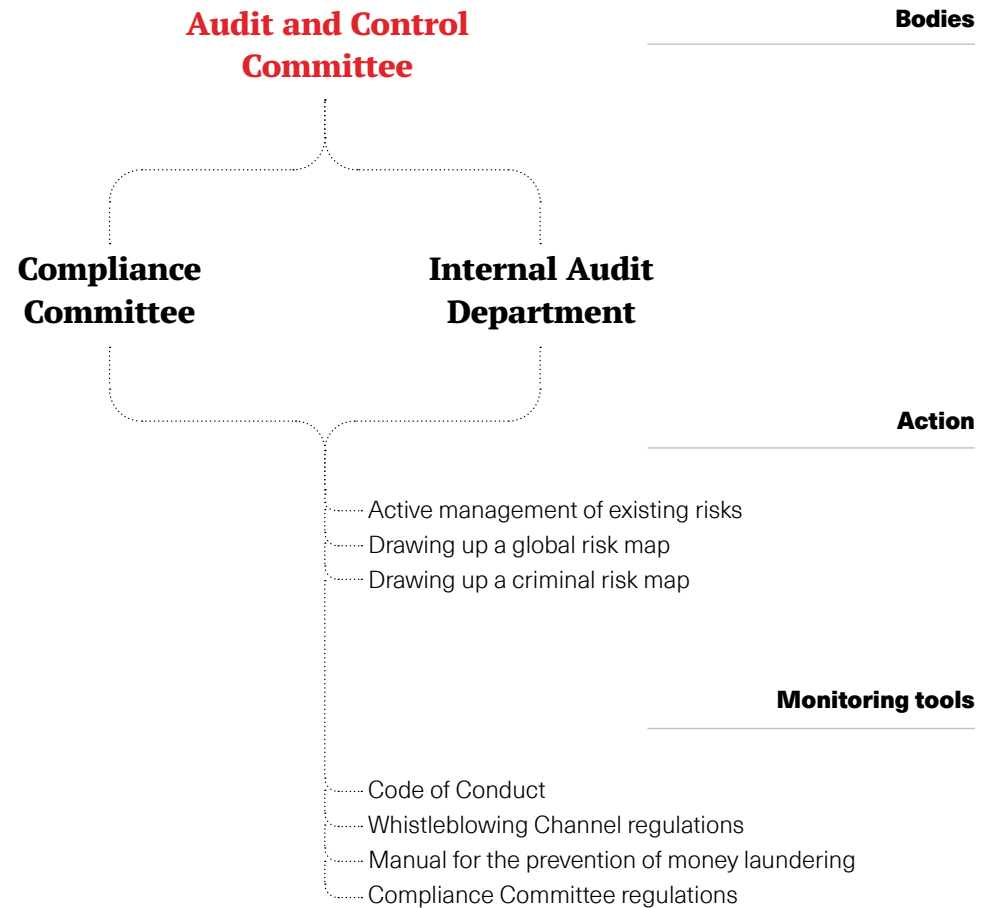 Audit and Control
Committee
Bodies
Compliance
Committee
Internal Audit
Department
Action
Active management of existing risks
Drawing up a global risk map
Drawing up a criminal risk map
Monitoring tools
Code of Conduct
Whistleblowing Channel regulations
Manual for the prevention of money laundering
Compliance Committee regulations